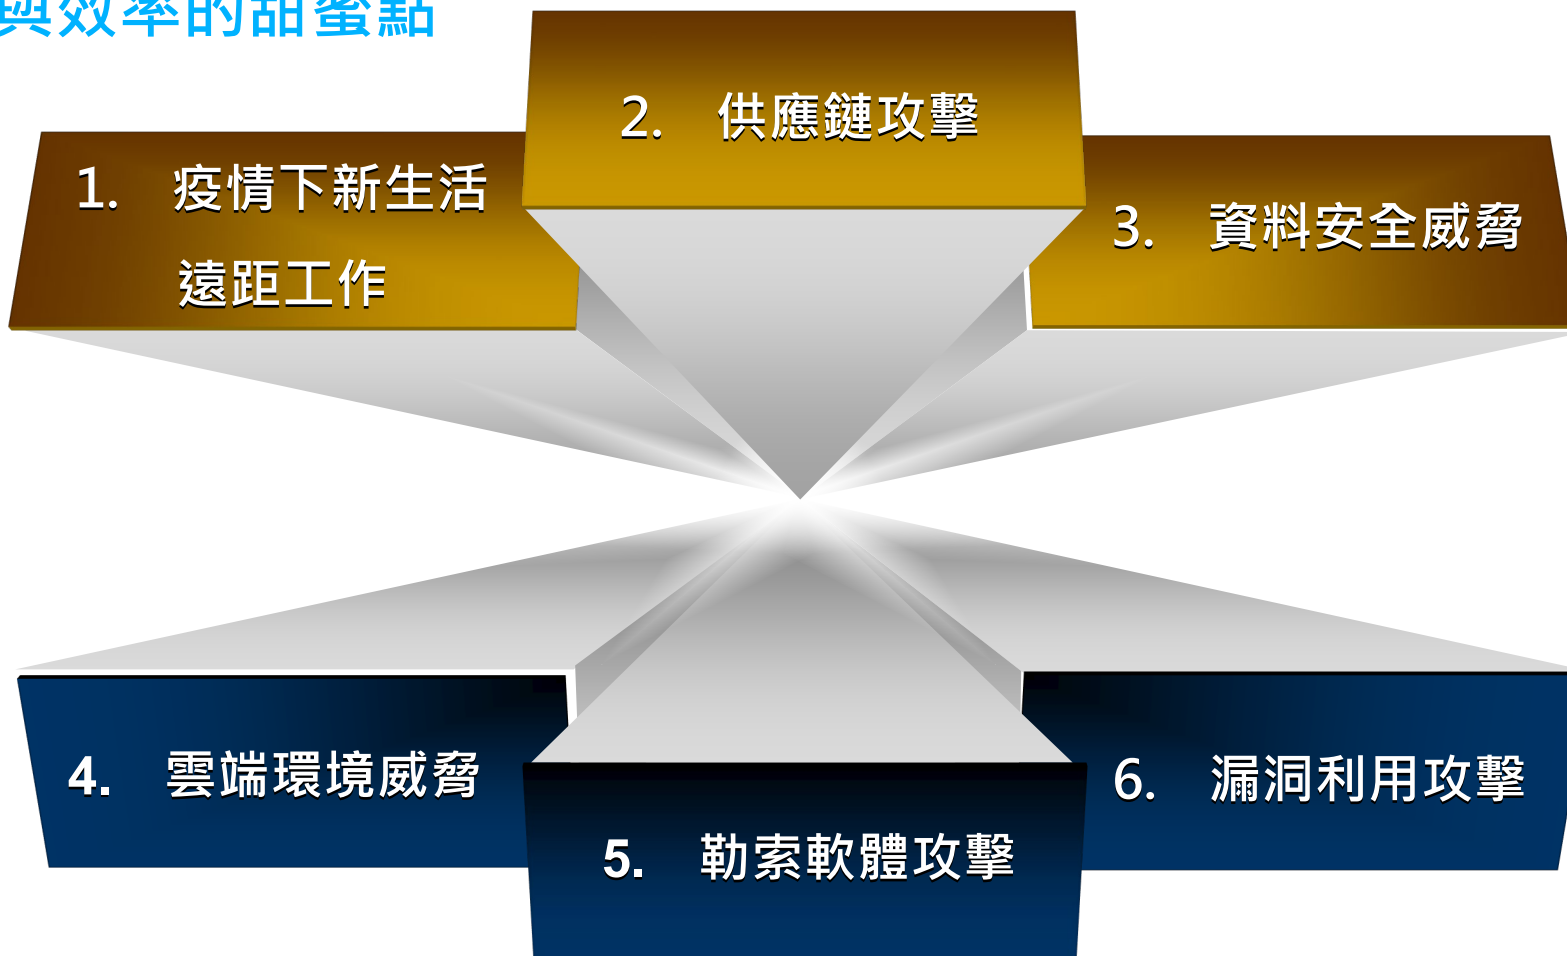 與效率的甜蜜點
1. 疫情下新生活
遠距工作
2. 供應鏈攻擊
3. 資料安全威脅
4. 雲端環境威脅
5. 勒索軟體攻擊
6. 漏洞利用攻擊